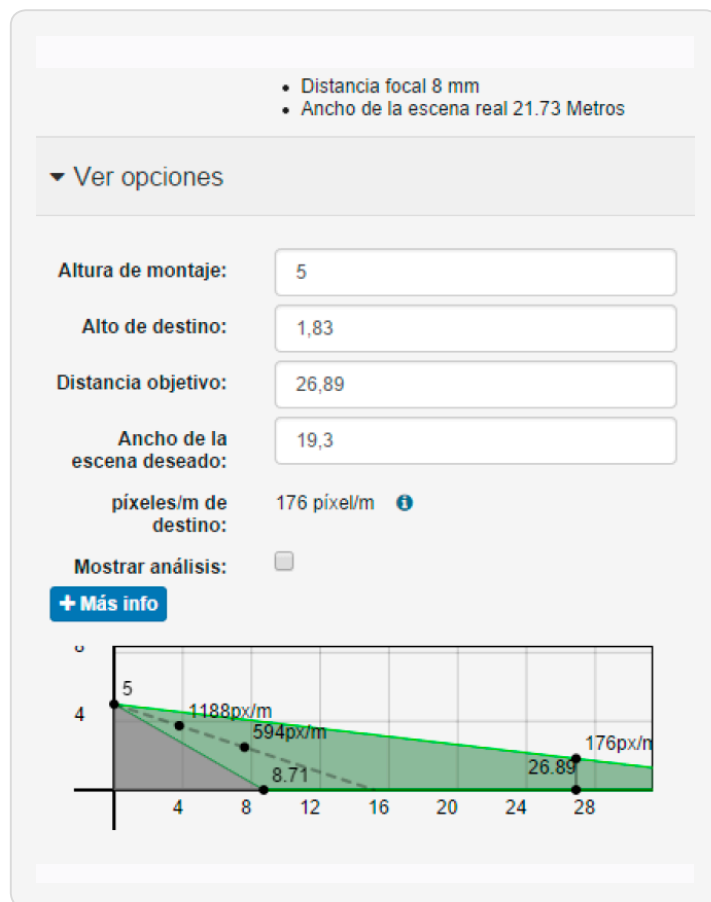 • Distancia focal 8 mm
• Ancho de la escena real 21.73 Metros
Ver opciones
Altura de montaje: 5
Alto de destino: 1,83
Distancia objetivo: 26,89
Ancho de la
escena deseado: 19,3
píxeles/m de
destino: 176 píxel/m
Mostrar análisis:
+ Más info
5
4
1188px/m
594px/m
176px/m
26.89
8.71
4 8 12 16 20 24 28